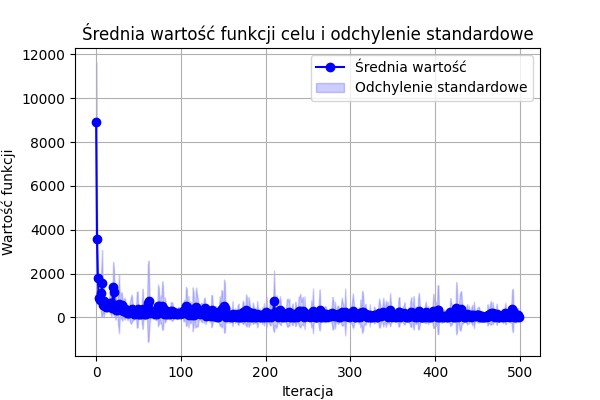 Średnia wartość funkcji celu i odchylenie standardowe
Średnia wartość
Odchylenie standardowe
Wartość funkcji
12000
10000
8000
6000
4000
2000
0
0 100 200 300 400 500
Iteracja